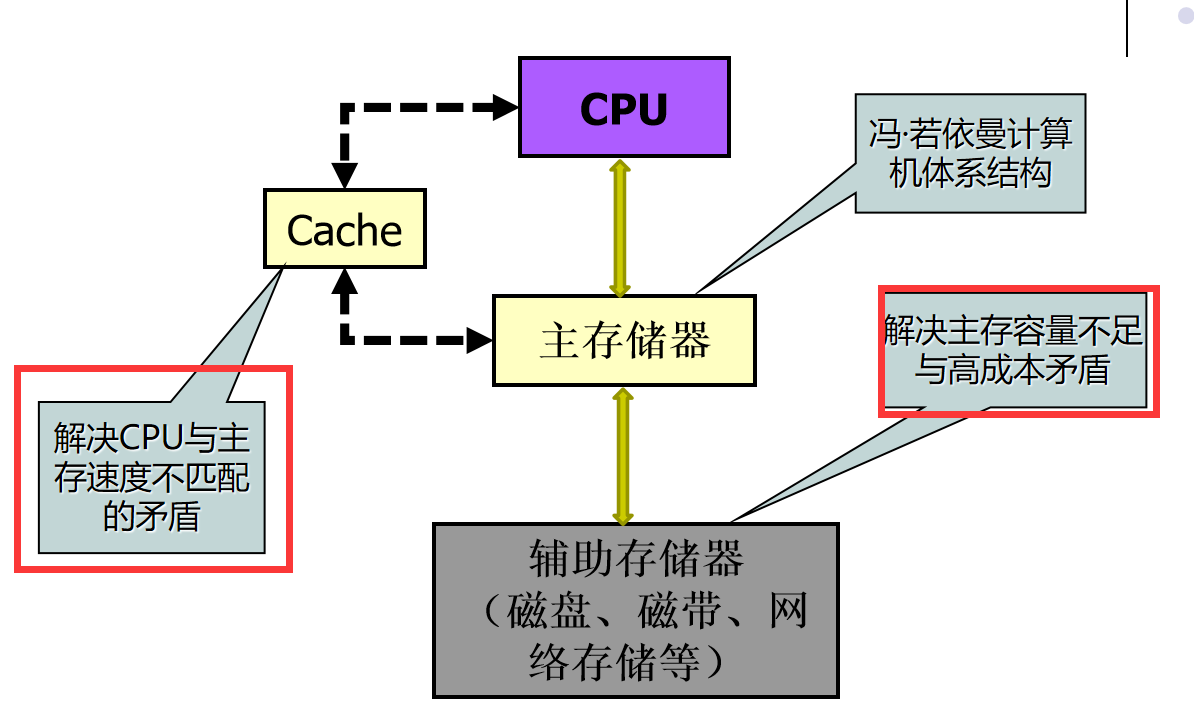 CPU
冯·若依曼计算
机体系结构
Cache
主存储器
解决主存容量不足
与高成本矛盾
解决CPU与主
存速度不匹配
的矛盾
辅助存储器
（磁盘、磁带、网
络存储等）